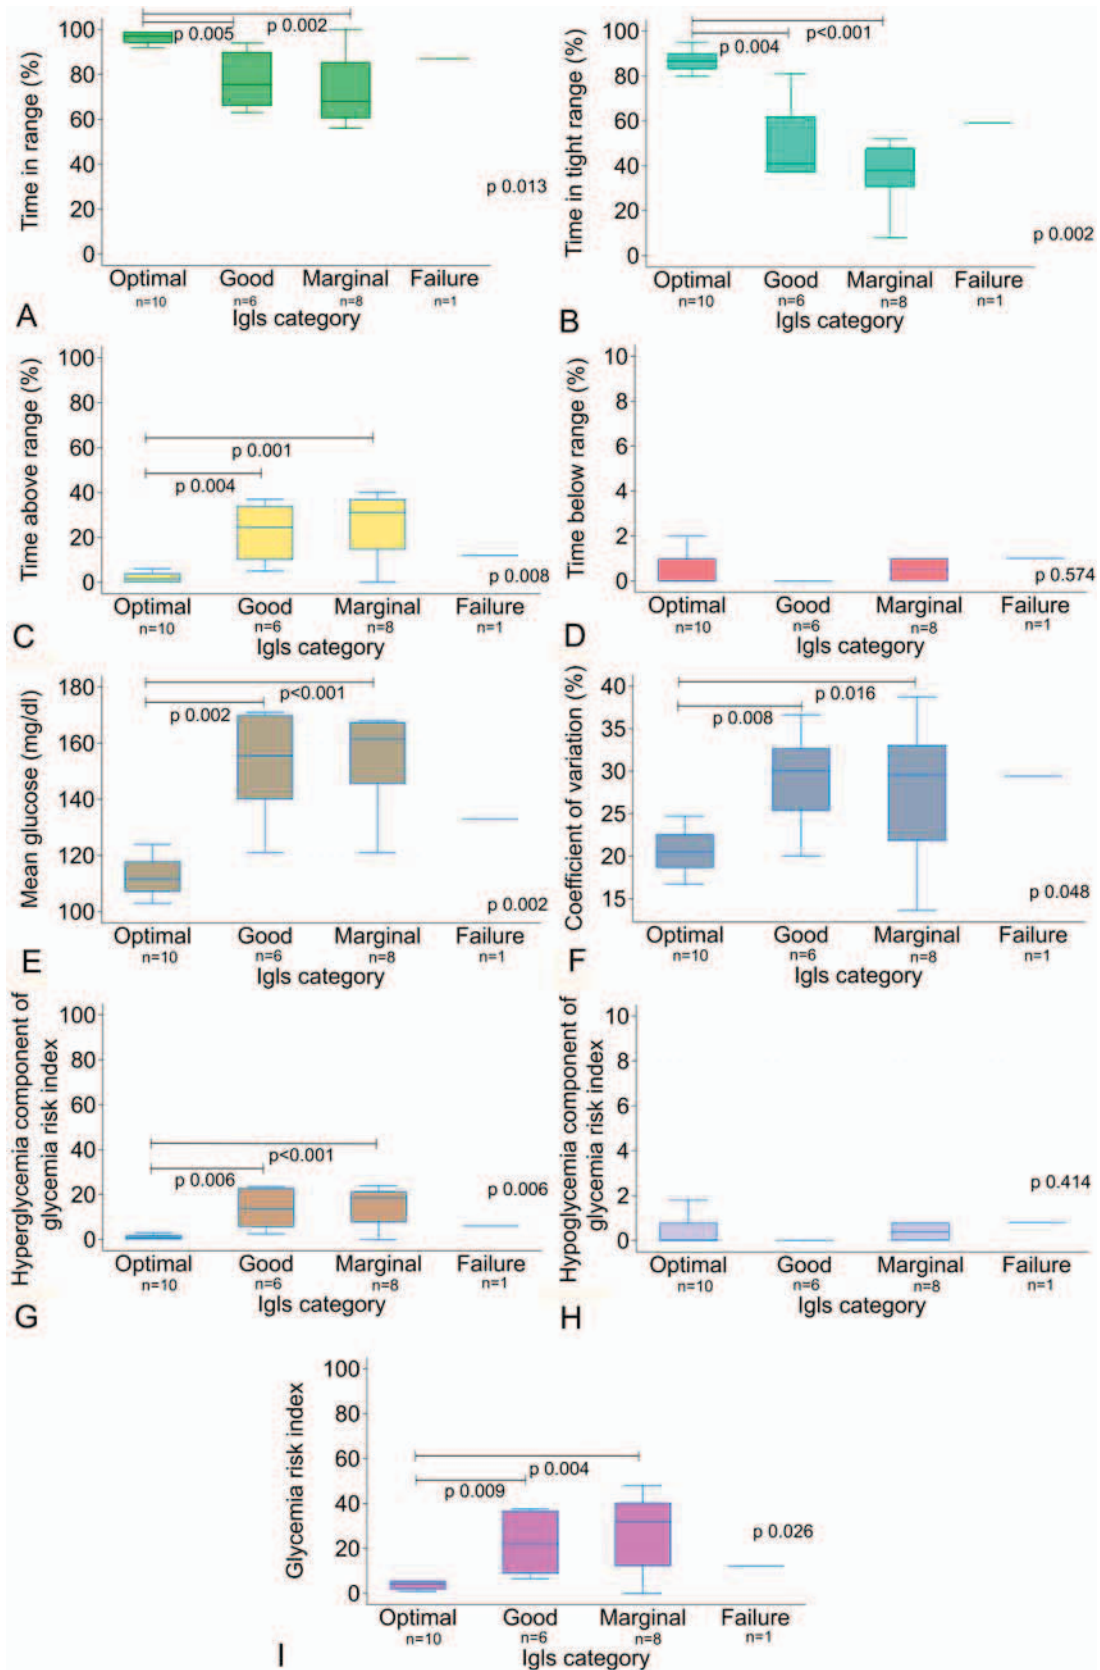 Time in range (%)
100
80
60
40
20
0
p 0.005
p 0.002
p 0.013
Optimal Good Marginal Failure
n=10 n=6 n=8 n=1
Igls category
A
Time in tight range (%)
100
80
60
40
20
0
p 0.004
p<0.001
p 0.002
Optimal Good Marginal Failure
n=10 n=6 n=8 n=1
Igls category
B
Time above range (%)
100
80
60
40
20
0
p 0.001
p 0.004
p 0.008
Optimal Good Marginal Failure
n=10 n=6 n=8 n=1
Igls category
C
Time below range (%)
10
8
6
4
2
0
p 0.574
Optimal Good Marginal Failure
n=10 n=6 n=8 n=1
Igls category
D
Mean glucose (mg/dl)
180
160
140
120
100
p<0.001
p 0.002
p 0.002
Optimal Good Marginal Failure
n=10 n=6 n=8 n=1
Igls category
E
Coefficient of variation (%)
40
35
30
25
20
15
p 0.016
p 0.008
p 0.048
Optimal Good Marginal Failure
n=10 n=6 n=8 n=1
Igls category
F
Hyperglycemia component of
glycemia risk index
100
80
60
40
20
0
p<0.001
p 0.006
p 0.006
Optimal Good Marginal Failure
n=10 n=6 n=8 n=1
Igls category
G
Hypoglycemia component of
glycemia risk index
10
8
6
4
2
0
p 0.414
Optimal Good Marginal Failure
n=10 n=6 n=8 n=1
Igls category
H
Glycemia risk index
100
80
60
40
20
0
p 0.004
p 0.009
p 0.026
Optimal Good Marginal Failure
n=10 n=6 n=8 n=1
Igls category
I